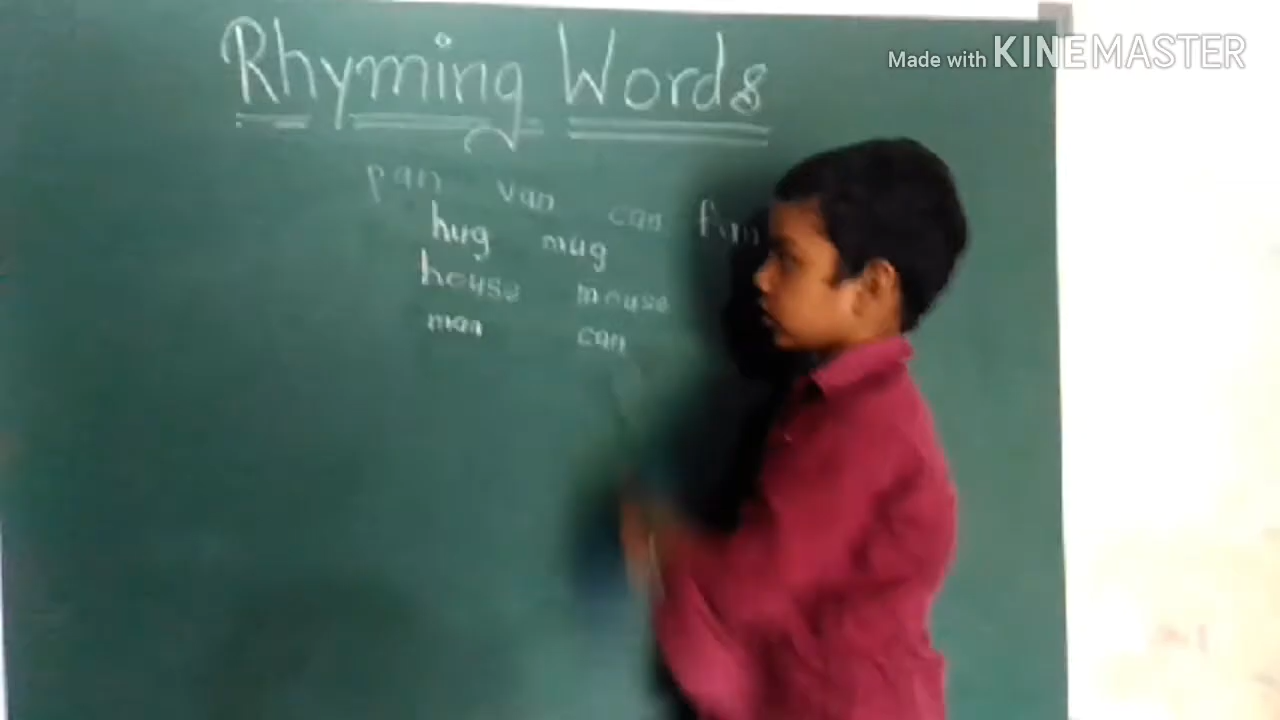 Made with KINEMASTER
Rhyming Words
pan van can fan
hug mug
house mouse
man can